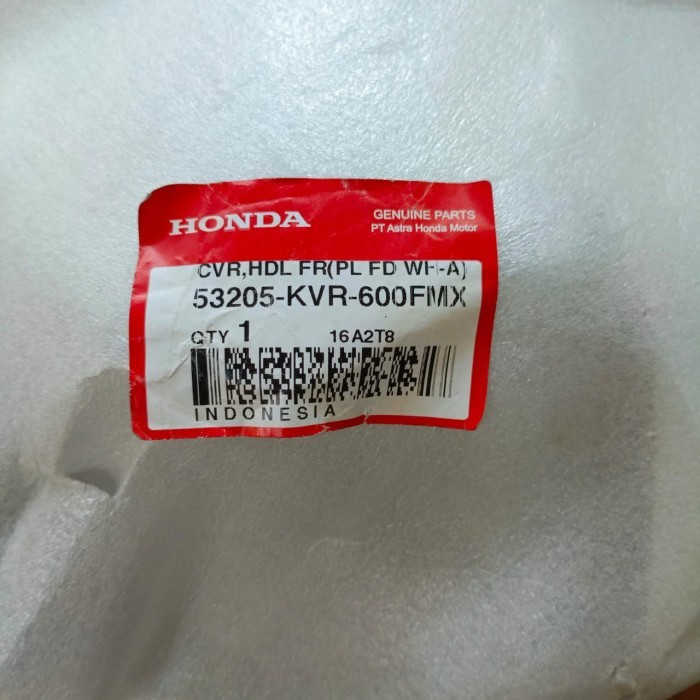 HONDA
GENUINE PARTS
PT Astra Honda Motor
CVR,HDL FR(PL FD WH-A)
53205-KVR-600FMX
QTY 1 16A2T8
INDONESIA